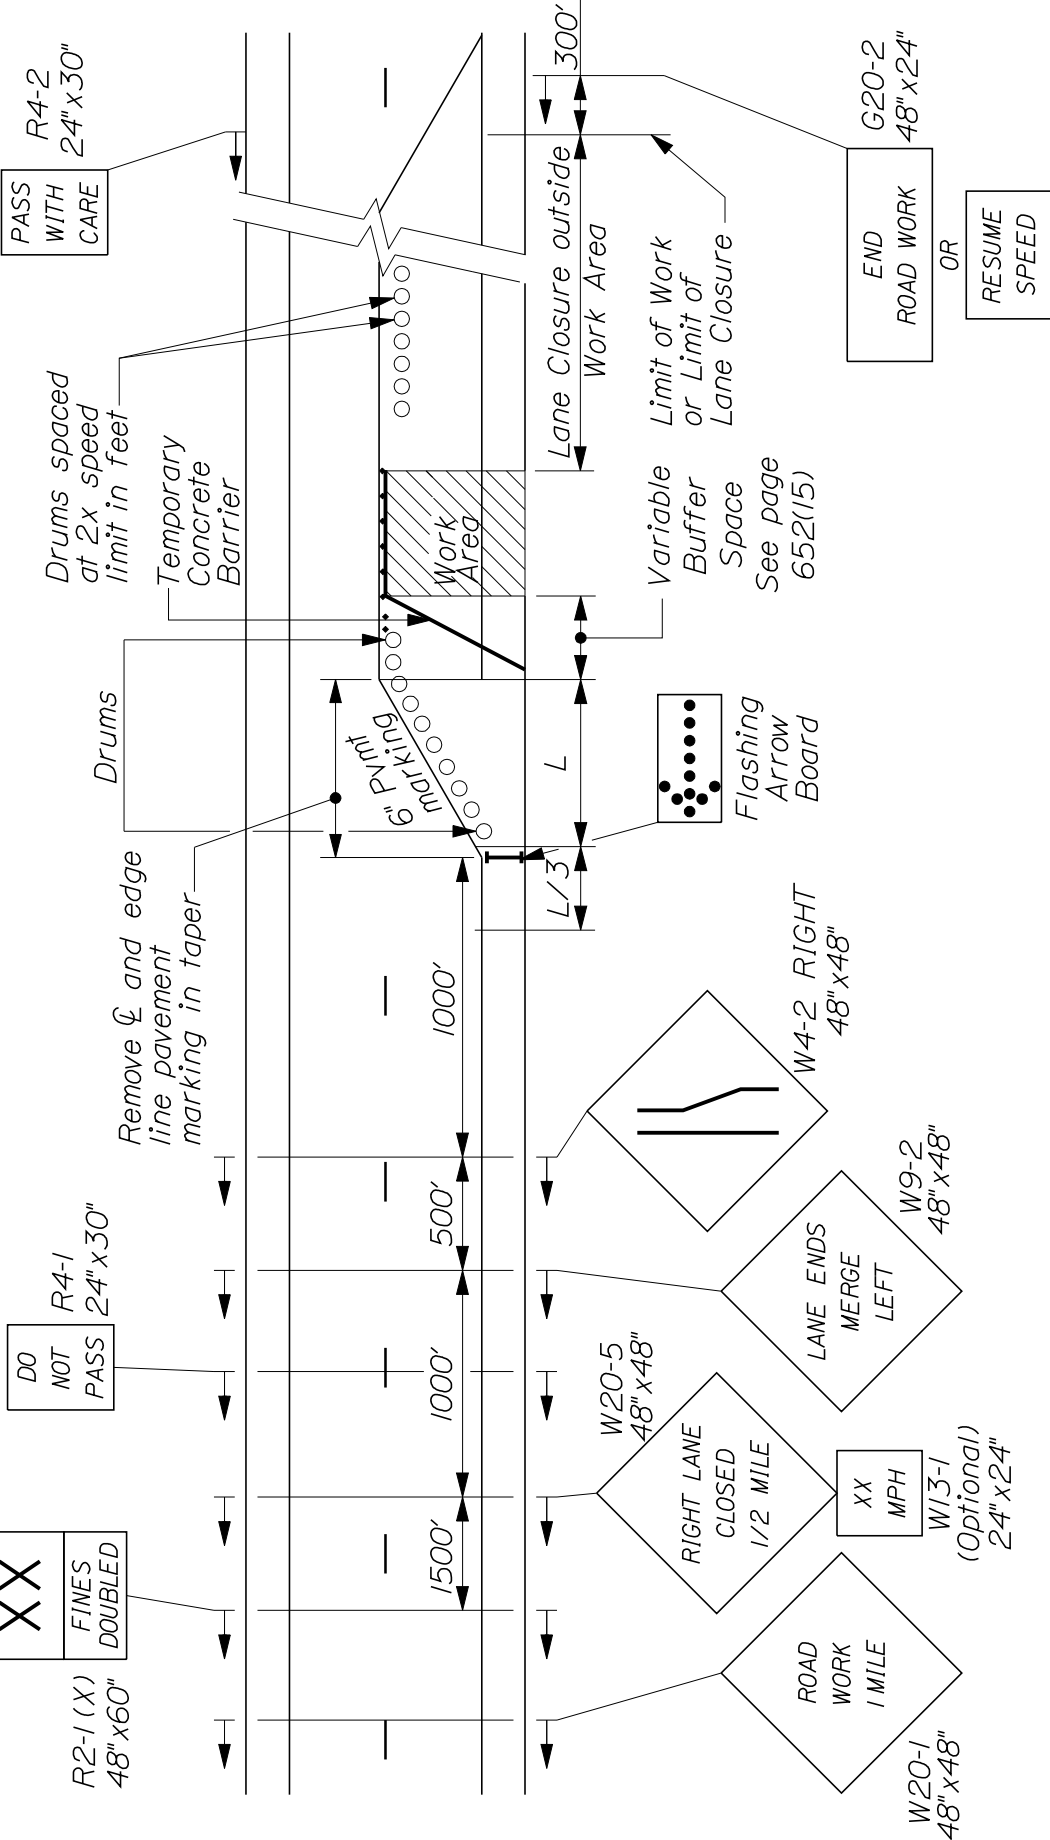 XX
FINES
DOUBLED
R2-1 (X)
48"x60"
DO
NOT
PASS
R4-1
24"x30"
Remove ℄ and edge
line pavement
marking in taper
Drums
Temporary
Concrete
Barrier
Drums spaced
at 2x speed
limit in feet
PASS
WITH
CARE
R4-2
24"x30"
1500'
1000'
500'
1000'
6" Pvmt
marking
Work
Area
L/3
L
Lane Closure outside
Work Area
300'
ROAD
WORK
1 MILE
W20-1
48"x48"
RIGHT LANE
CLOSED
1/2 MILE
W20-5
48"x48"
XX
MPH
W13-1
(Optional)
24"x24"
LANE ENDS
MERGE
LEFT
W9-2
48"x48"
W4-2 RIGHT
48"x48"
Flashing
Arrow
Board
Variable
Buffer
Space
See page
652(15)
Limit of Work
or Limit of
Lane Closure
END
ROAD WORK
OR
RESUME
SPEED
G20-2
48"x24"